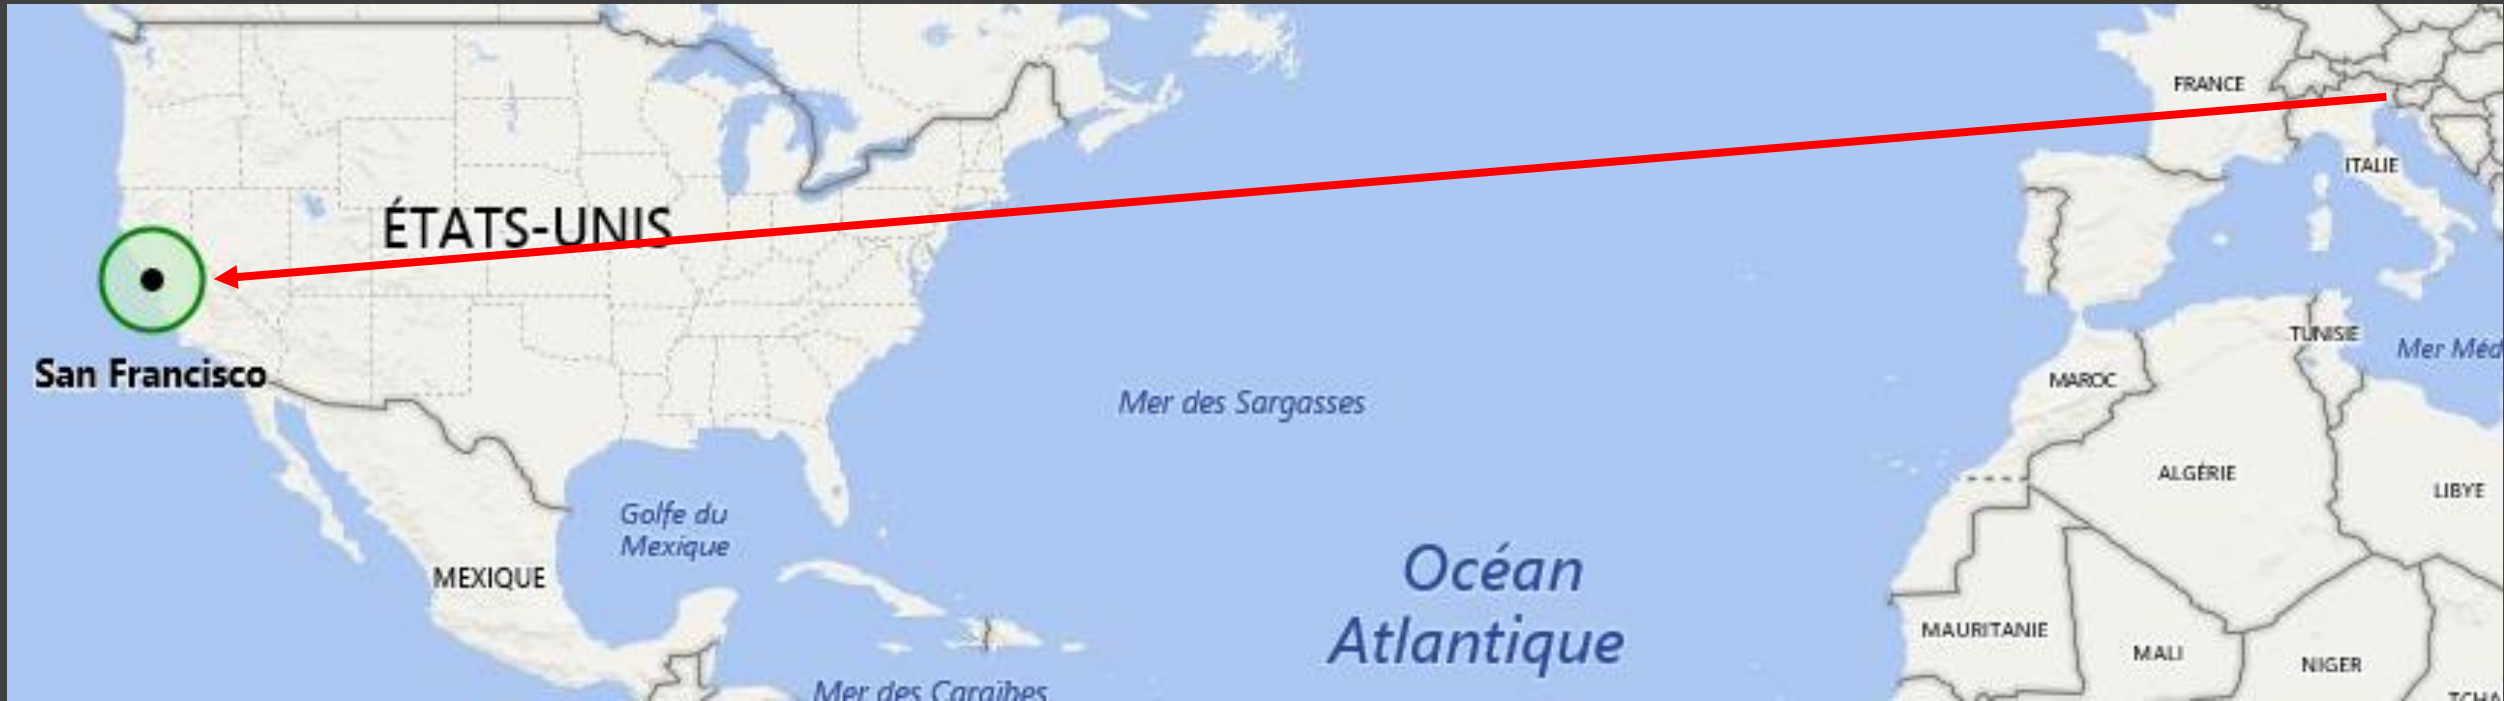 FRANCE
ITALIE
ÉTATS-UNIS
TUNISIE
Mer Méd
San Francisco
MAROC
Mer des Sargasses
ALGÉRIE
LIBYE
Golfe du
Mexique
MEXIQUE
Océan
Atlantique
MAURITANIE
MALI
NIGER
Mer des Caraïbes
TCHA